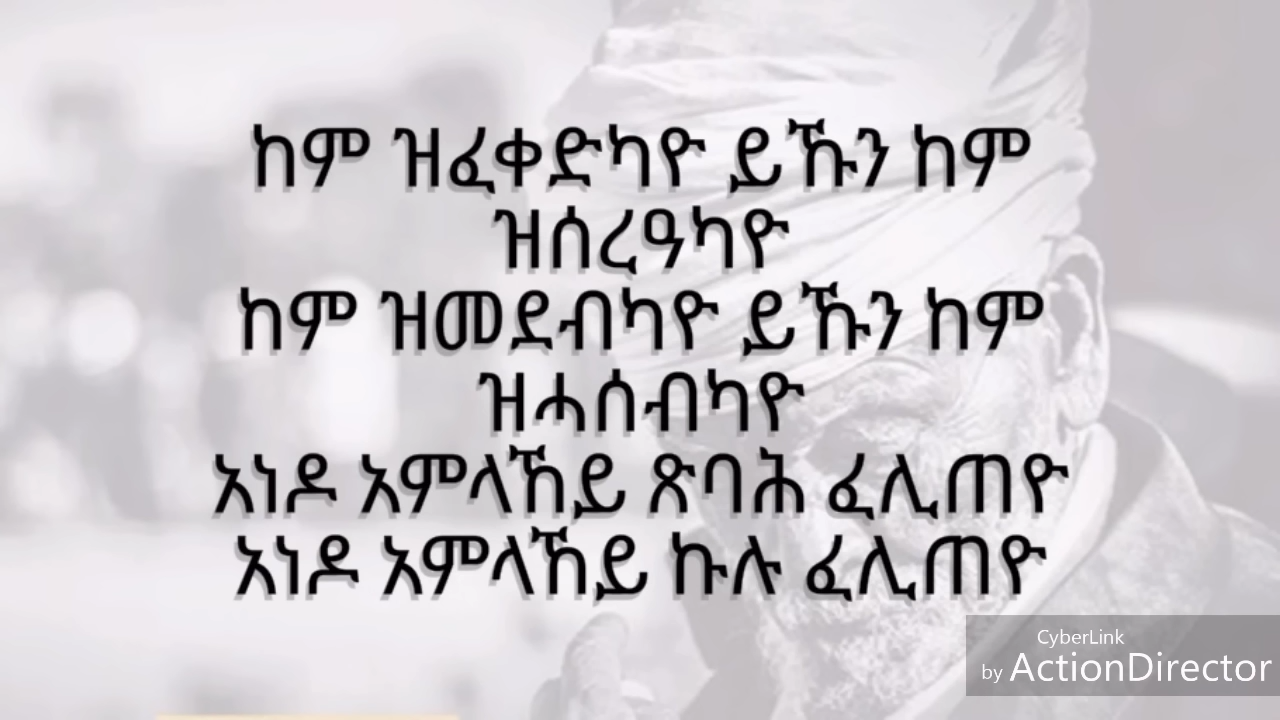 ከም ዝፈቀድካዮ ይኹን ከም
ዝሰረዓካዮ
ከም ዝመደብካዮ ይኹን ከም
ዝሓሰብካዮ
አነዶ አምላኸይ ጽባሕ ፈሊጠዮ
አነዶ አምላኸይ ኩሉ ፈሊጠዮ
CyberLink
by ActionDirector